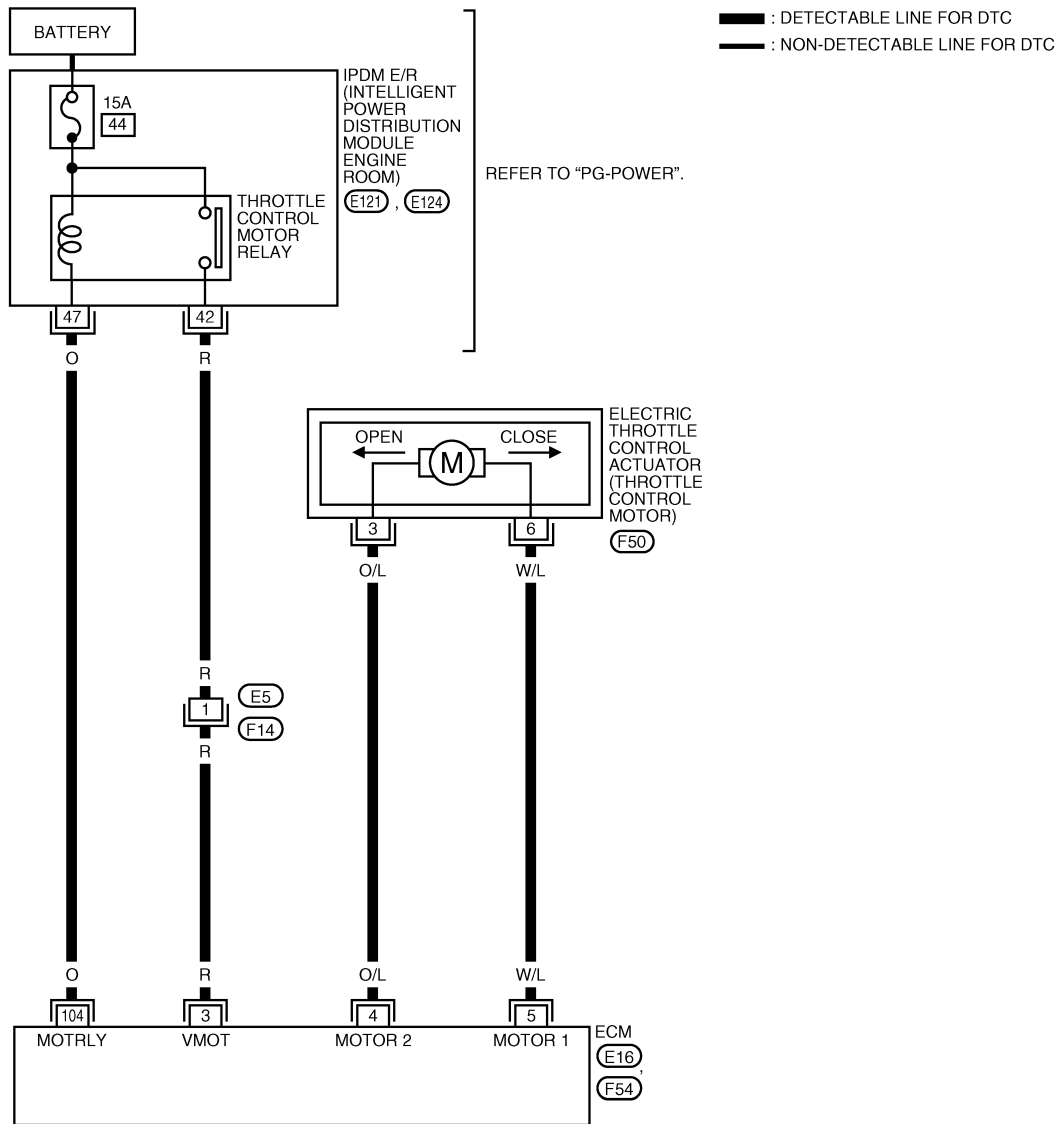 BATTERY
: DETECTABLE LINE FOR DTC
: NON-DETECTABLE LINE FOR DTC
15A
44
IPDM E/R
(INTELLIGENT
POWER
DISTRIBUTION
MODULE
ENGINE
ROOM)
E121 , E124
REFER TO “PG-POWER”.
THROTTLE
CONTROL
MOTOR
RELAY
47
42
O
R
OPEN
CLOSE
M
ELECTRIC
THROTTLE
CONTROL
ACTUATOR
(THROTTLE
CONTROL
MOTOR)
F50
3
6
O/L
W/L
R
1
E5
F14
R
O
R
O/L
W/L
104
3
4
5
MOTRLY
VMOT
MOTOR 2
MOTOR 1
ECM
E16 ,
F54